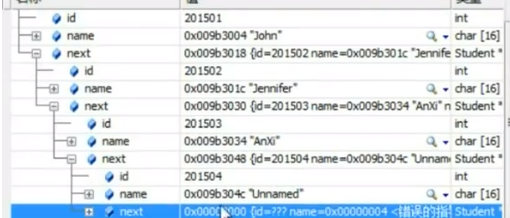 id 201501 int
name 0x009b3004 "John" char [16]
next 0x009b3018 {id=201502 name=0x009b301c "Jennife Student *
id 201502 int
name 0x009b301c "Jennifer" char [16]
next 0x009b3030 {id=201503 name=0x009b3034 "AnXi" n Student *
id 201503 int
name 0x009b3034 "AnXi" char [16]
next 0x009b3048 {id=201504 name=0x009b304c "Unnam Student *
id 201504 int
name 0x009b304c "Unnamed" char [16]
next 0x00000000 {id=??? name=0x00000004 <错误的指 Student *